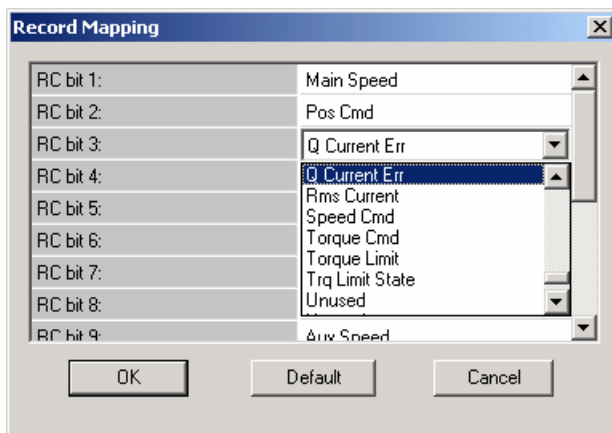 Record Mapping
RC bit 1: Main Speed
RC bit 2: Pos Cmd
RC bit 3: Q Current Err
RC bit 4: Q Current Err
Rms Current
RC bit 5: Speed Cmd
RC bit 6: Torque Cmd
Torque Limit
RC bit 7: Trq Limit State
RC bit 8: Unused
RC bit 9: Aux Speed
OK Default Cancel